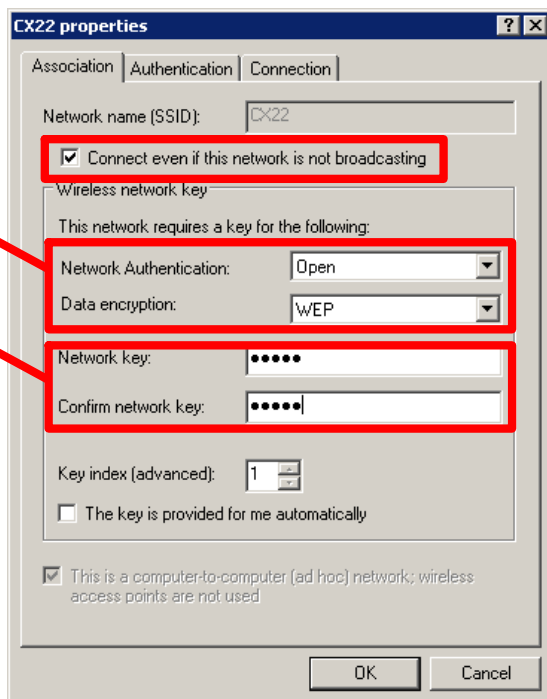 CX22 properties
Association Authentication Connection
Network name (SSID): CX22
Connect even if this network is not broadcasting
Wireless network key
This network requires a key for the following:
Network Authentication: Open
Data encryption: WEP
Network key: •••••
Confirm network key: •••••
Key index (advanced): 1
The key is provided for me automatically
This is a computer-to-computer (ad hoc) network; wireless
access points are not used
OK Cancel